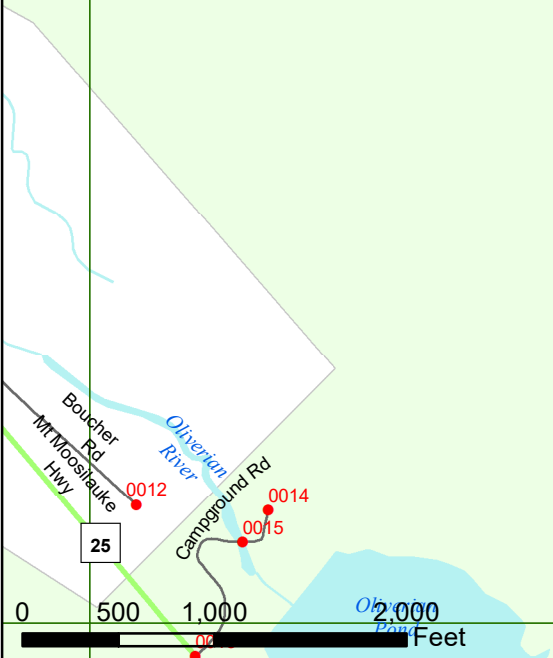 Boucher
Rd
Mt Moosilauke
Hwy
Oliverian
River
Campground Rd
0012
0014
0015
25
Oliverian
Pond
0 500 1,000 2,000
Feet